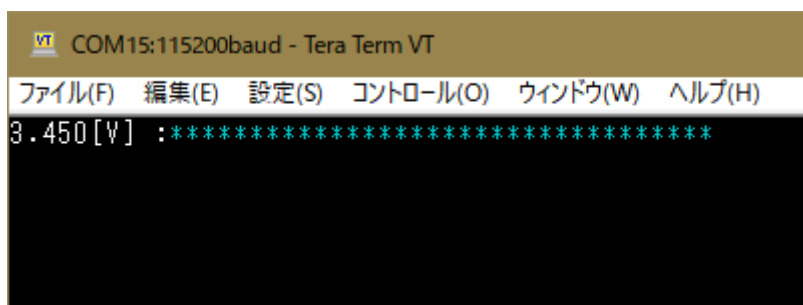 COM15:115200baud - Tera Term VT
ファイル(F) 編集(E) 設定(S) コントロール(O) ウィンドウ(W) ヘルプ(H)
3.450[V] :***********************************